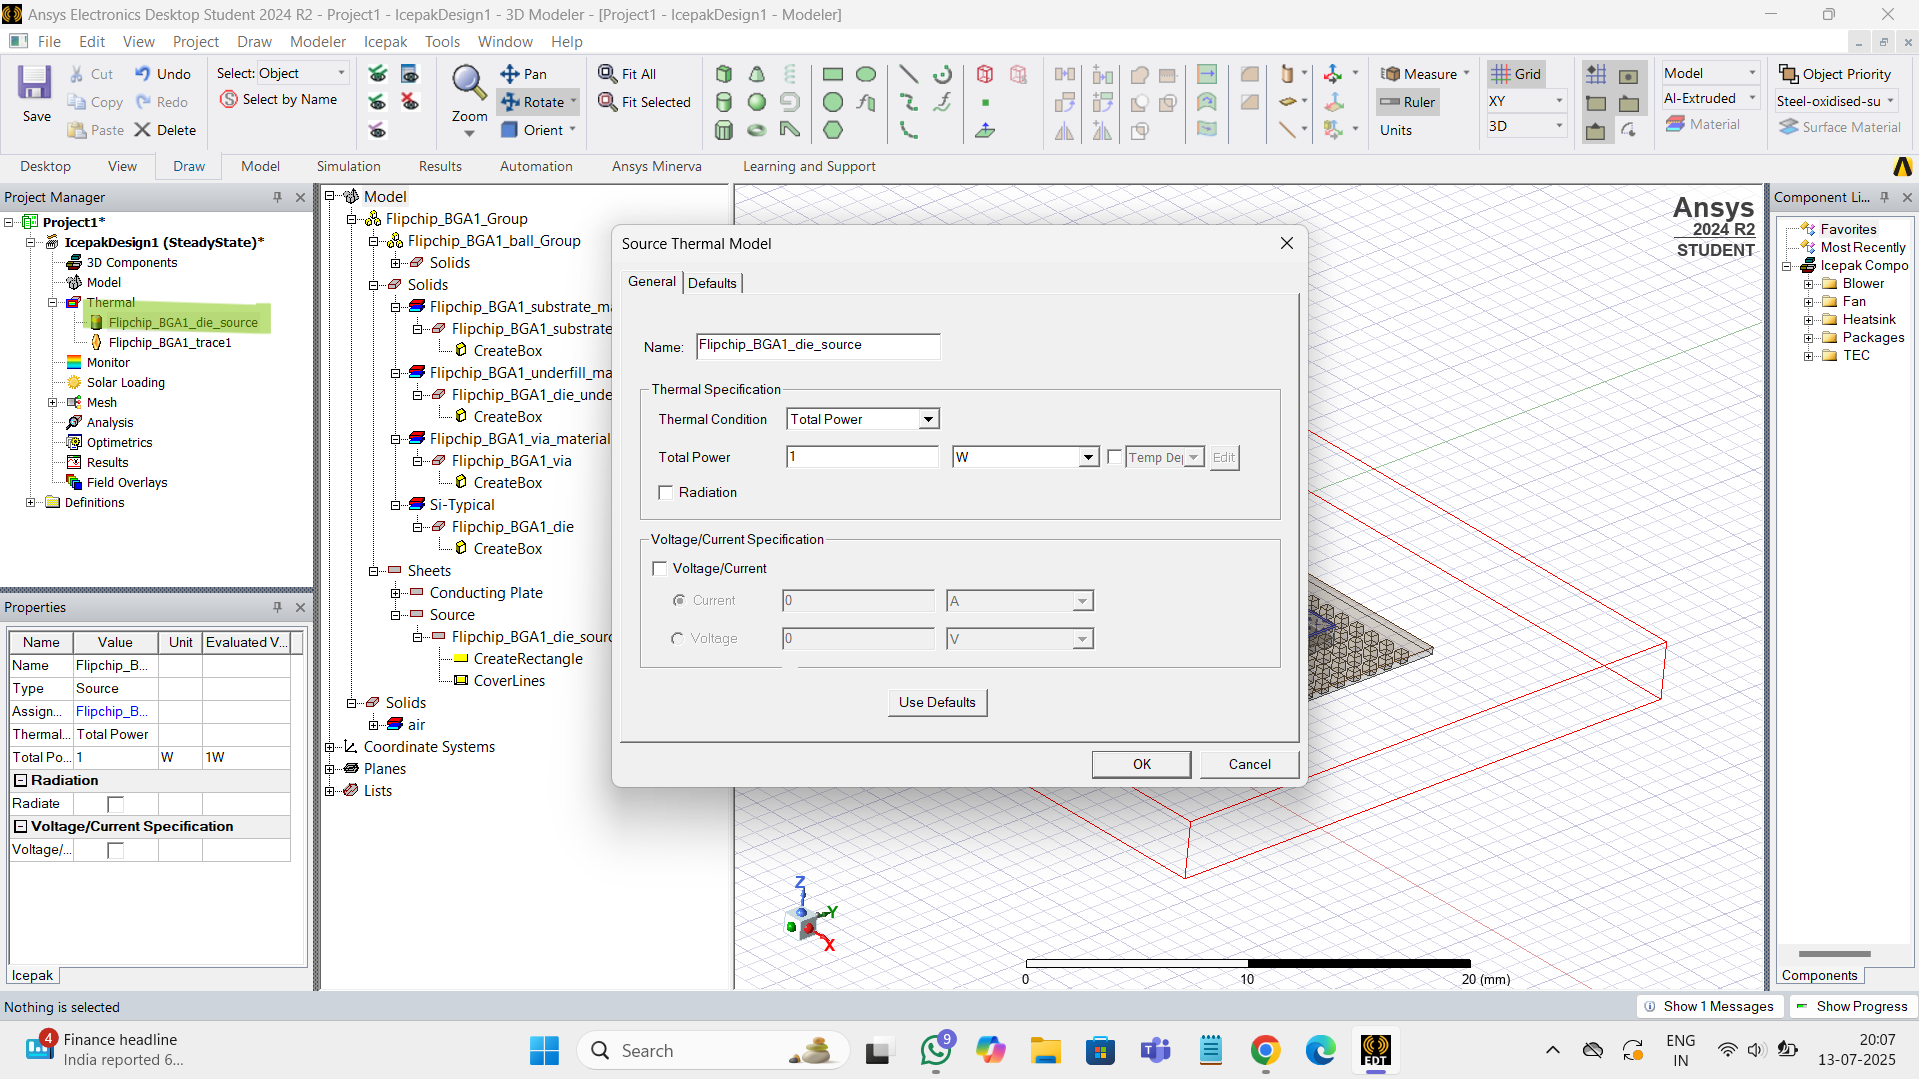 Ansys Electronics Desktop Student 2024 R2 - Project1 - IcepakDesign1 - 3D Modeler - [Project1 - IcepakDesign1 - Modeler]
File Edit View Project Draw Modeler Icepak Tools Window Help
Save
Cut
Copy
Paste
Undo
Redo
Delete
Select: Object
Select by Name
Zoom
Pan
Rotate
Orient
Fit All
Fit Selected
Measure
Ruler
Units
Grid
XY
3D
Model
Al-Extruded
Material
Object Priority
Steel-oxidised-su
Surface Material
Desktop View Draw Model Simulation Results Automation Ansys Minerva Learning and Support
Project Manager
Project1*
IcepakDesign1 (SteadyState)*
3D Components
Model
Thermal
Flipchip_BGA1_die_source
Flipchip_BGA1_trace1
Monitor
Solar Loading
Mesh
Analysis
Optimetrics
Results
Field Overlays
Definitions
Properties
Name Value Unit Evaluated V...
Name Flipchip_B...
Type Source
Assign... Flipchip_B...
Thermal... Total Power
Total Po... 1 W 1W
Radiation
Radiate
Voltage/Current Specification
Voltage/...
Icepak
Model
Flipchip_BGA1_Group
Flipchip_BGA1_ball_Group
Solids
Solids
Flipchip_BGA1_substrate_ma
Flipchip_BGA1_substrate
CreateBox
Flipchip_BGA1_underfill_ma
Flipchip_BGA1_die_unde
CreateBox
Flipchip_BGA1_via_material
Flipchip_BGA1_via
CreateBox
Si-Typical
Flipchip_BGA1_die
CreateBox
Sheets
Conducting Plate
Source
Flipchip_BGA1_die_sourc
CreateRectangle
CoverLines
Solids
air
Coordinate Systems
Planes
Lists
Source Thermal Model
General Defaults
Name: Flipchip_BGA1_die_source
Thermal Specification
Thermal Condition Total Power
Total Power 1 W Temp De Edit
Radiation
Voltage/Current Specification
Voltage/Current
Current 0 A
Voltage 0 V
Use Defaults
OK Cancel
Ansys
2024 R2
STUDENT
Z
Y
X
0 10 20 (mm)
Component Li...
Favorites
Most Recently
Icepak Compo
Blower
Fan
Heatsink
Packages
TEC
Components
Nothing is selected
Show 1 Messages
Show Progress
4
Finance headline
India reported 6...
Search
9
EDT
ENG
IN
20:07
13-07-2025